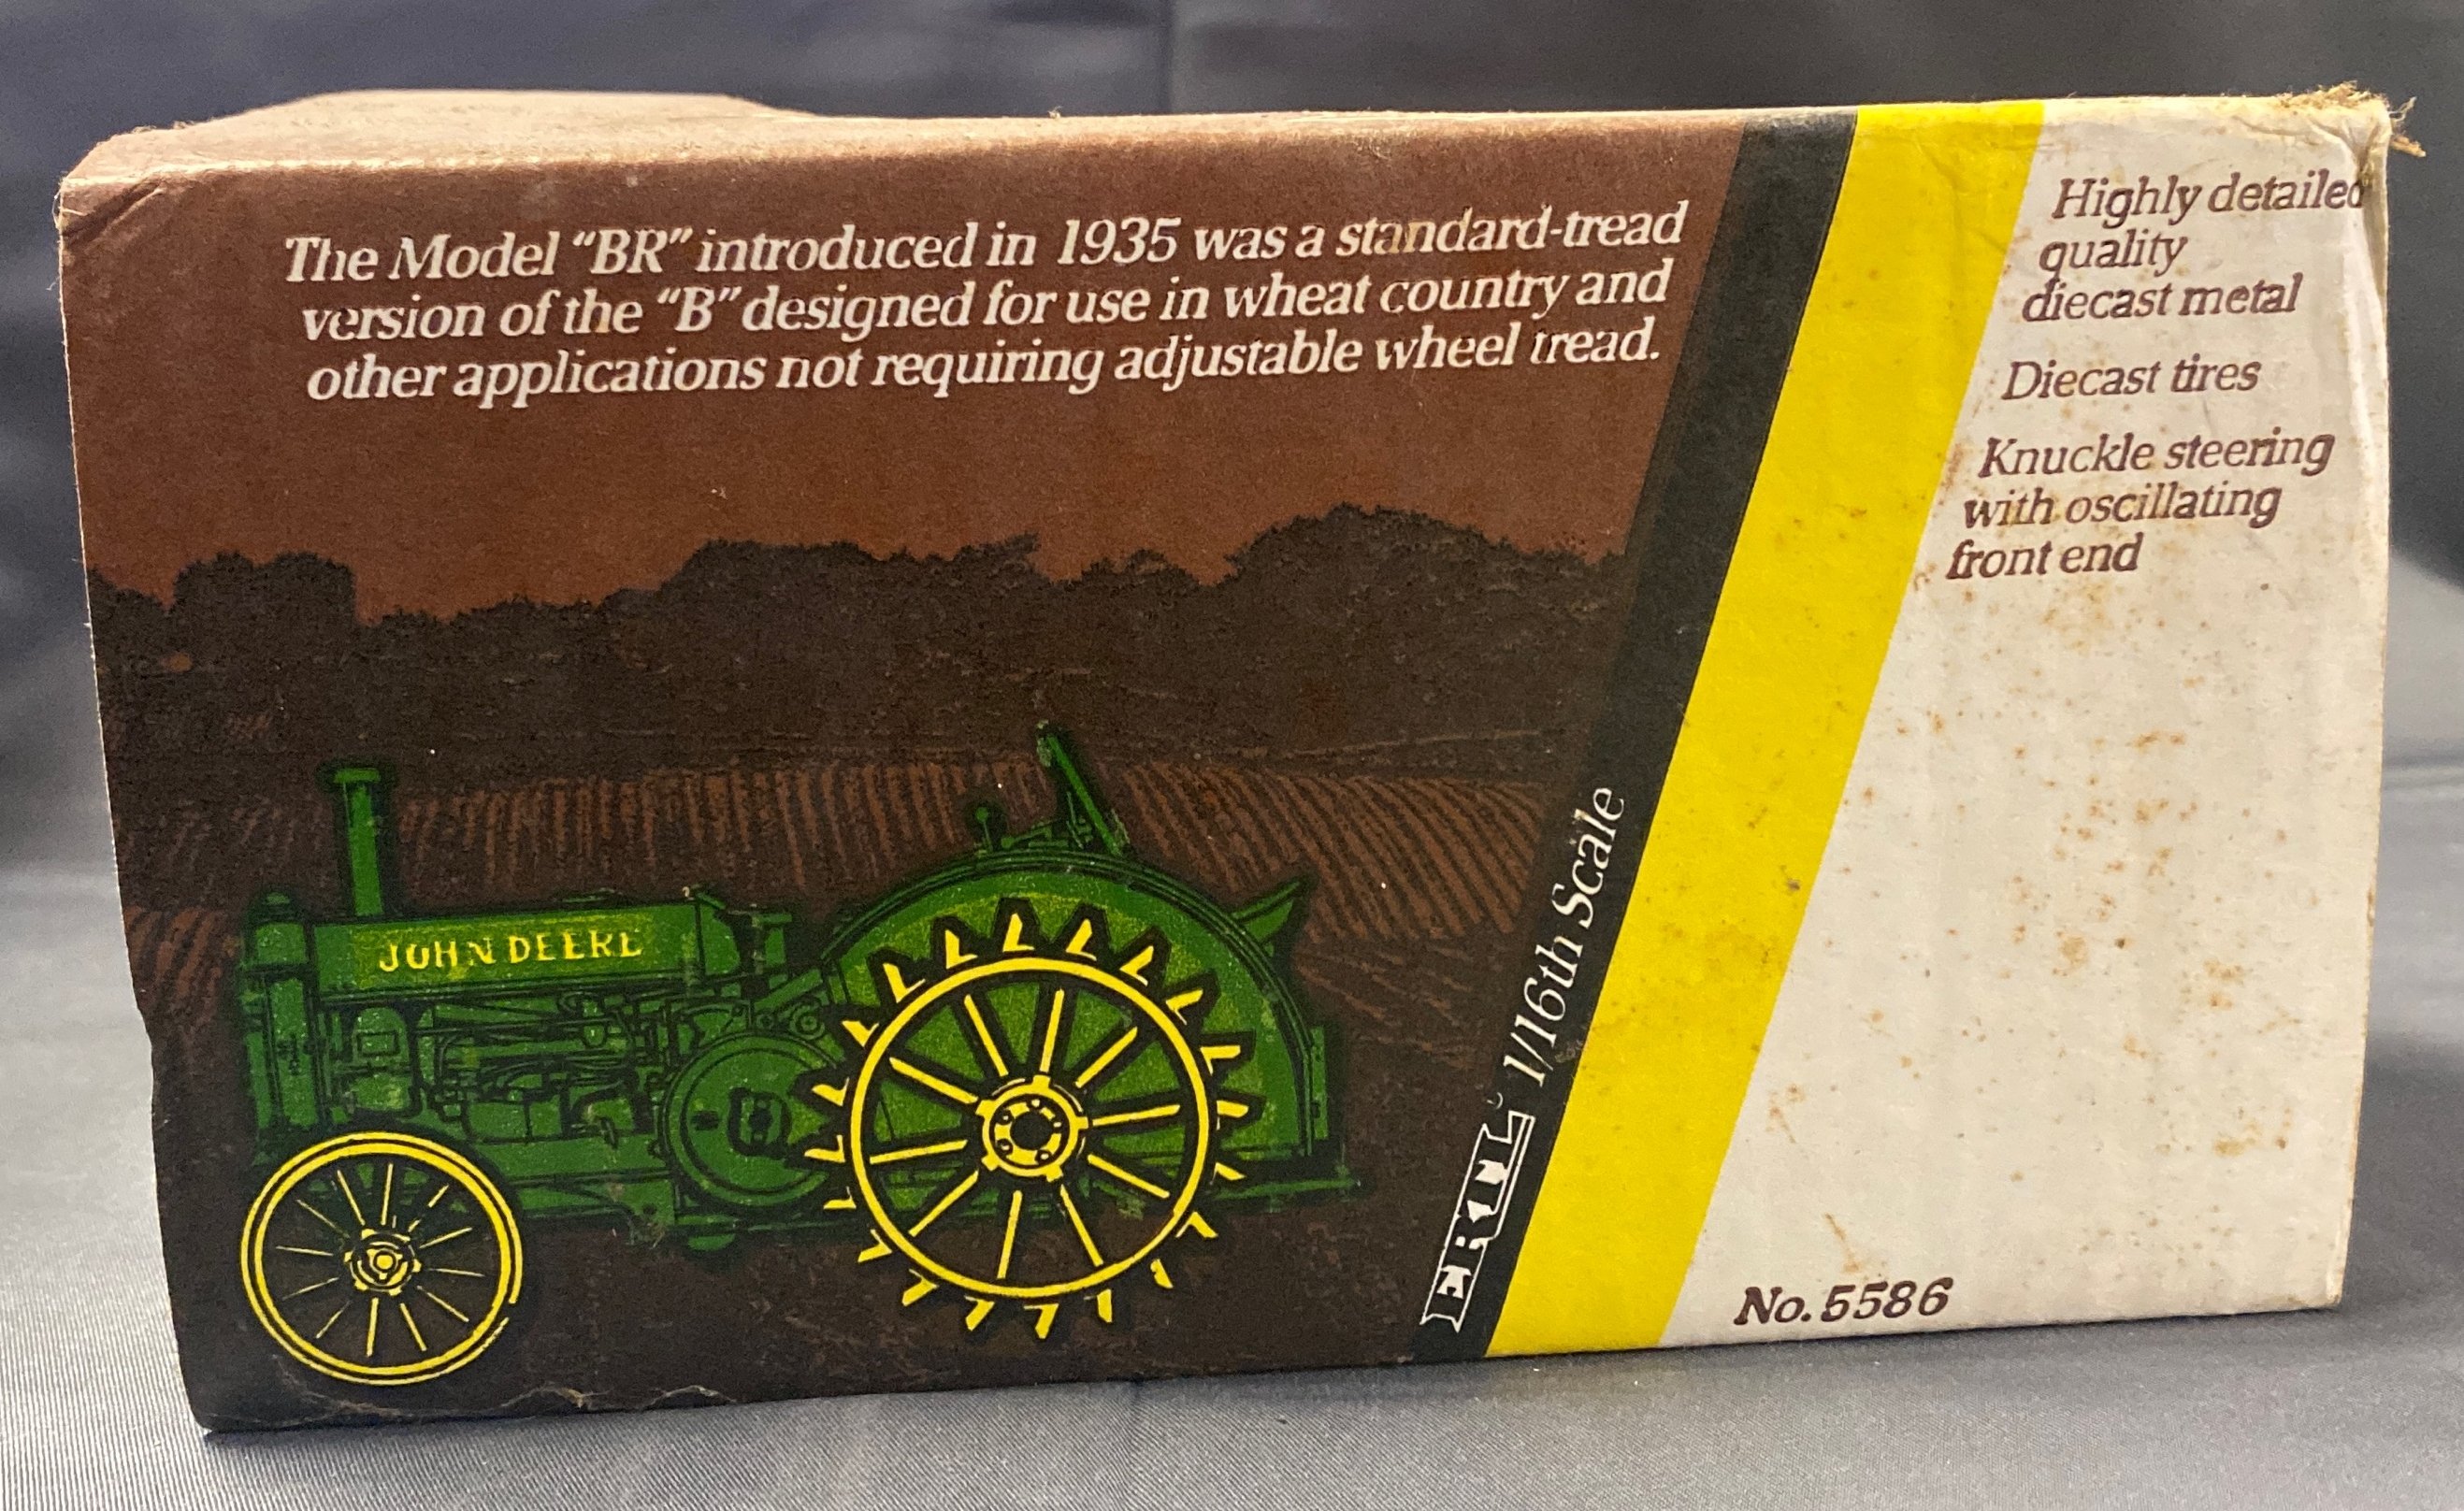 The Model “BR” introduced in 1935 was a standard-tread
version of the “B” designed for use in wheat country and
other applications not requiring adjustable wheel tread.
JOHN DEERE
ERTL 1/16th Scale
Highly detailed
quality
diecast metal
Diecast tires
Knuckle steering
with oscillating
front end
No. 5586